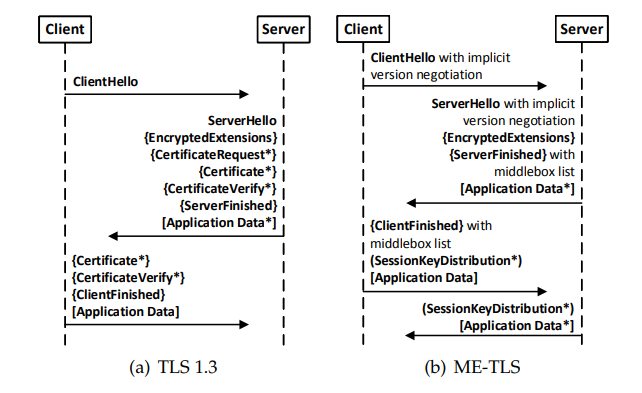 Client
Server
ClientHello
ServerHello
{EncryptedExtensions}
{CertificateRequest*}
{Certificate*}
{CertificateVerify*}
{ServerFinished}
[Application Data*]
{Certificate*}
{CertificateVerify*}
{ClientFinished}
[Application Data]
(a) TLS 1.3
Client
Server
ClientHello with implicit
version negotiation
ServerHello with implicit
version negotiation
{EncryptedExtensions}
{ServerFinished} with
middlebox list
[Application Data*]
{ClientFinished} with
middlebox list
(SessionKeyDistribution*)
[Application Data]
(SessionKeyDistribution*)
[Application Data*]
(b) ME-TLS